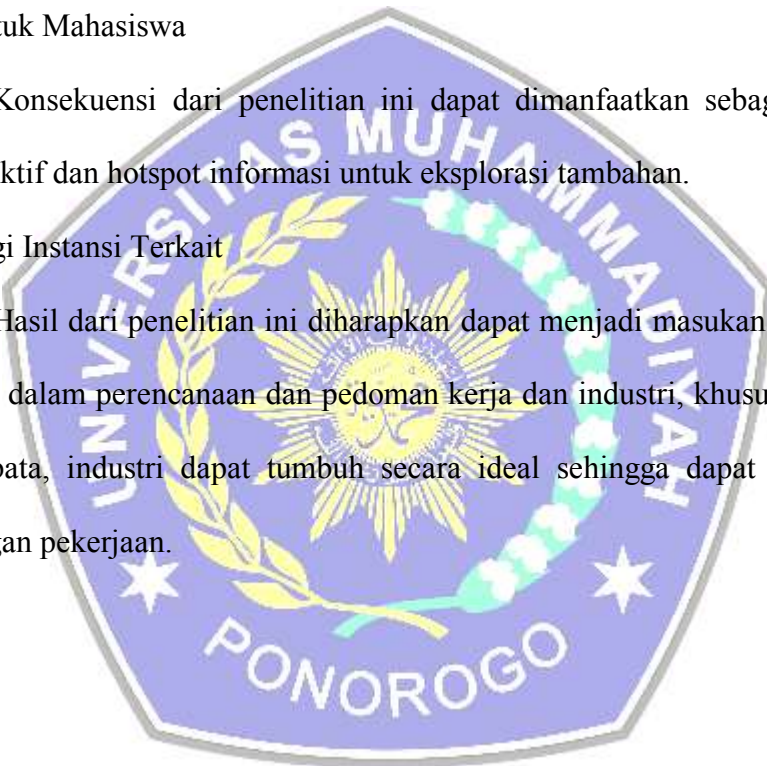 tuk Mahasiswa
Konsekuensi dari penelitian ini dapat dimanfaatkan sebag
ktif dan hotspot informasi untuk eksplorasi tambahan.
gi Instansi Terkait
Hasil dari penelitian ini diharapkan dapat menjadi masukan
dalam perencanaan dan pedoman kerja dan industri, khusu
bata, industri dapat tumbuh secara ideal sehingga dapat
gan pekerjaan.
UNIVERSITAS MUHAMMADIYAH
PONOROGO